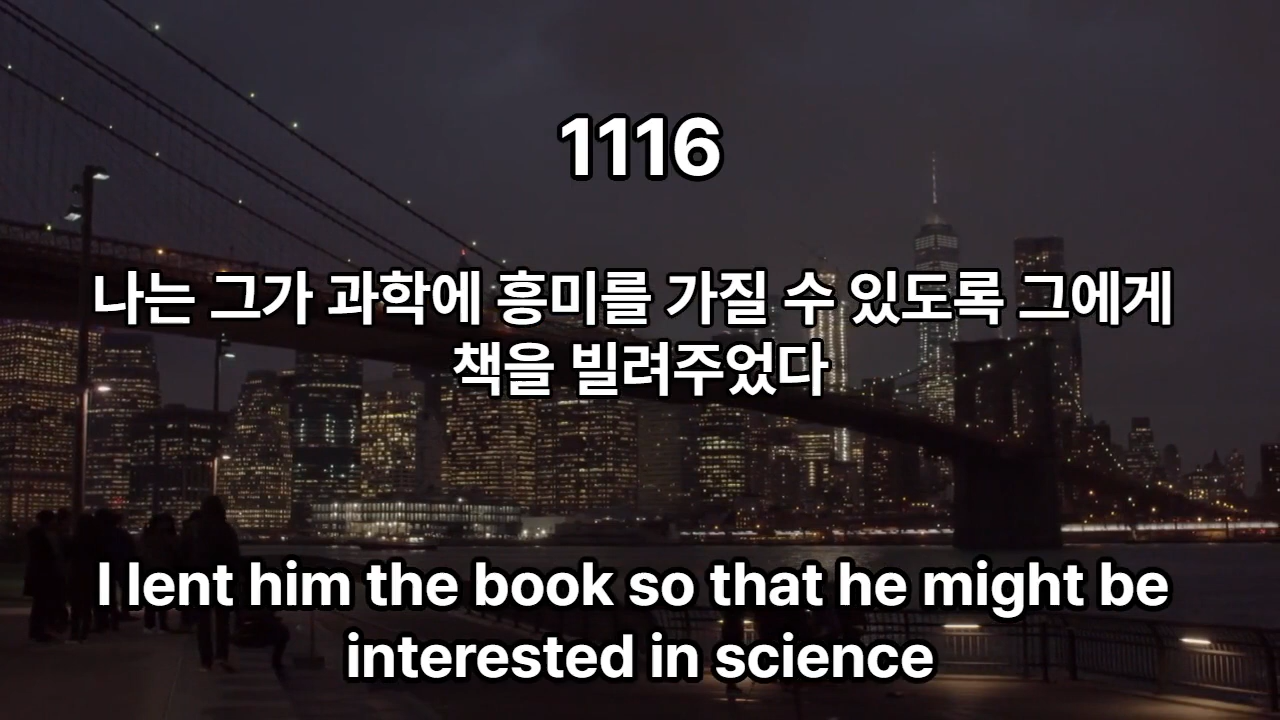 1116
나는 그가 과학에 흥미를 가질 수 있도록 그에게
책을 빌려주었다
I lent him the book so that he might be
interested in science